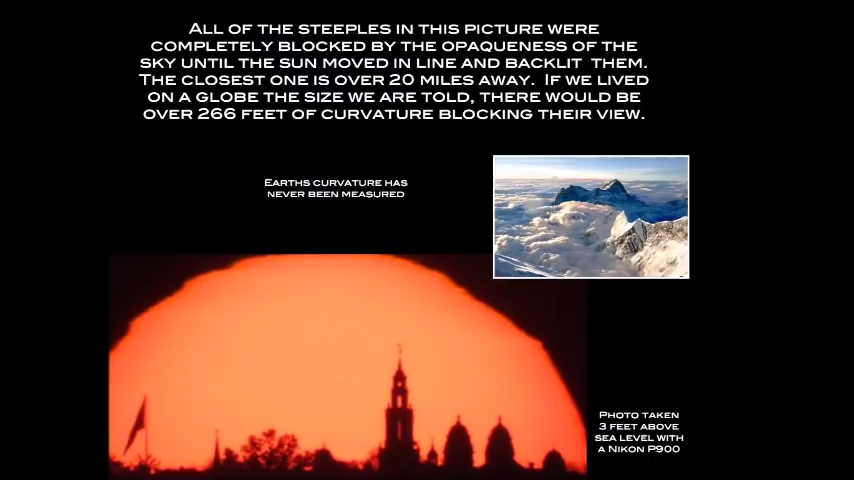 ALL OF THE STEEPLES IN THIS PICTURE WERE
COMPLETELY BLOCKED BY THE OPAQUENESS OF THE
SKY UNTIL THE SUN MOVED IN LINE AND BACKLIT THEM.
THE CLOSEST ONE IS OVER 20 MILES AWAY. IF WE LIVED
ON A GLOBE THE SIZE WE ARE TOLD, THERE WOULD BE
OVER 266 FEET OF CURVATURE BLOCKING THEIR VIEW.
EARTHS CURVATURE HAS
NEVER BEEN MEASURED
PHOTO TAKEN
3 FEET ABOVE
SEA LEVEL WITH
A NIKON P900